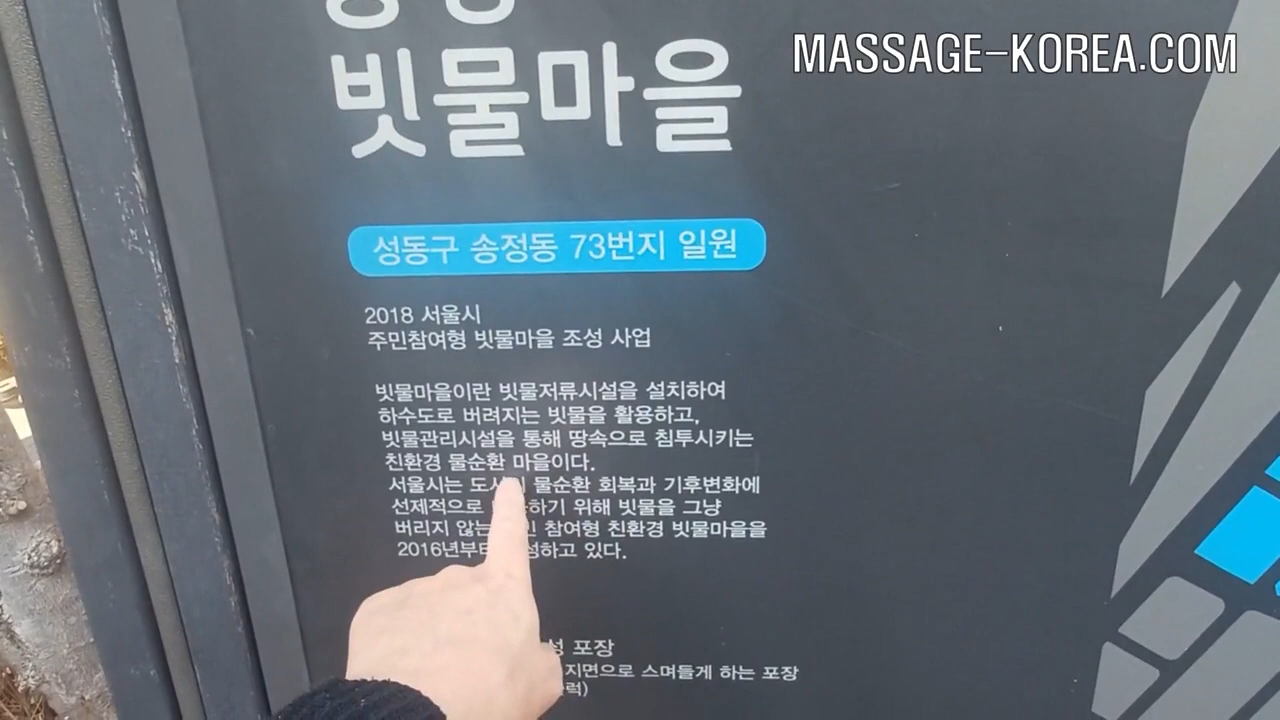 MASSAGE-KOREA.COM
빗물마을
성동구 송정동 73번지 일원
2018 서울시
주민참여형 빗물마을 조성 사업
빗물마을이란 빗물저류시설을 설치하여
하수도로 버려지는 빗물을 활용하고,
빗물관리시설을 통해 땅속으로 침투시키는
친환경 물순환 마을이다.
서울시는 물순환 회복과 기후변화에
선제적으로 위해 빗물을 그냥
버리지 않는 참여형 친환경 빗물마을을
2016년부터 있다.
포장
지면으로 스며들게 하는 포장